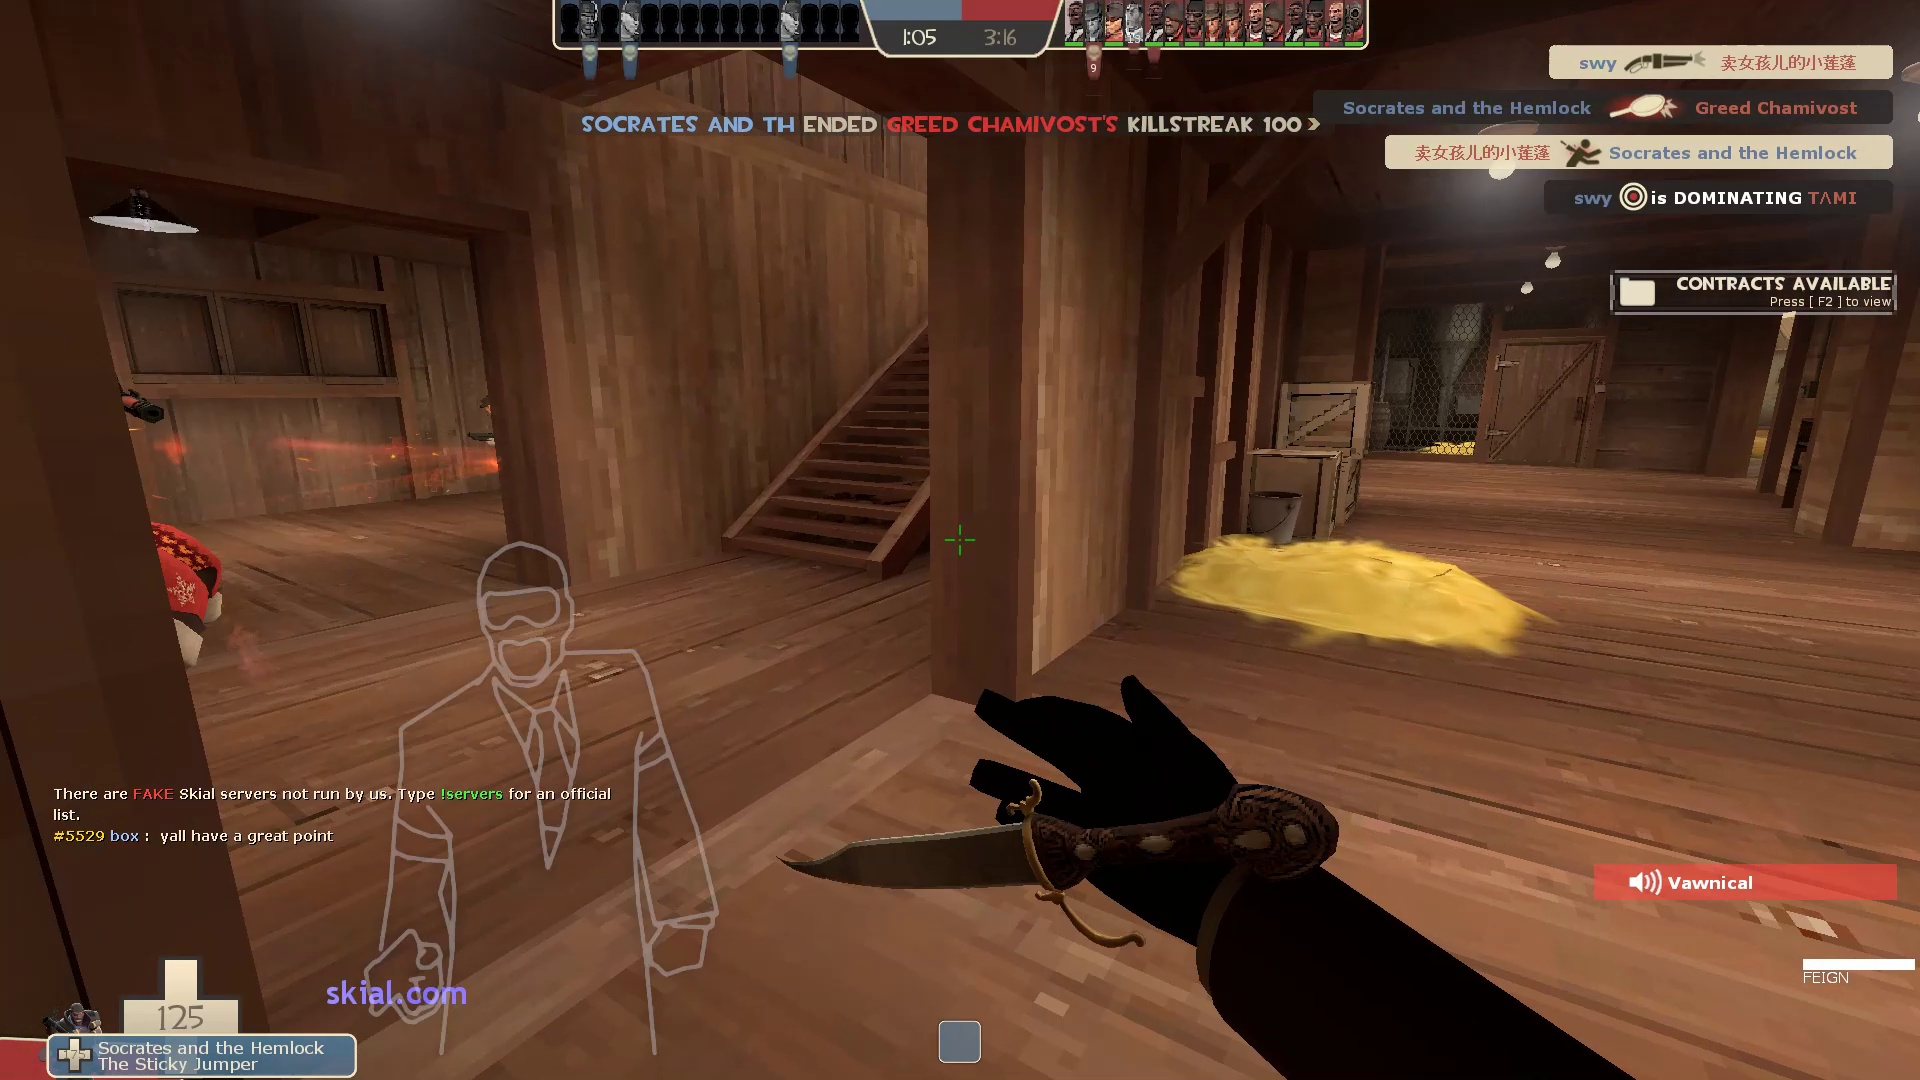 1:05
3:16
9
15
swy 卖女孩儿的小莲蓬
SOCRATES AND TH ENDED GREED CHAMIVOST'S KILLSTREAK 100 >
Socrates and the Hemlock Greed Chamivost
卖女孩儿的小莲蓬 Socrates and the Hemlock
swy is DOMINATING TΛMI
CONTRACTS AVAILABLE
Press [ F2 ] to view
There are FAKE Skial servers not run by us. Type !servers for an official
list.
#5529 box : yall have a great point
Vawnical
FEIGN
skial.com
125
175
Socrates and the Hemlock
The Sticky Jumper